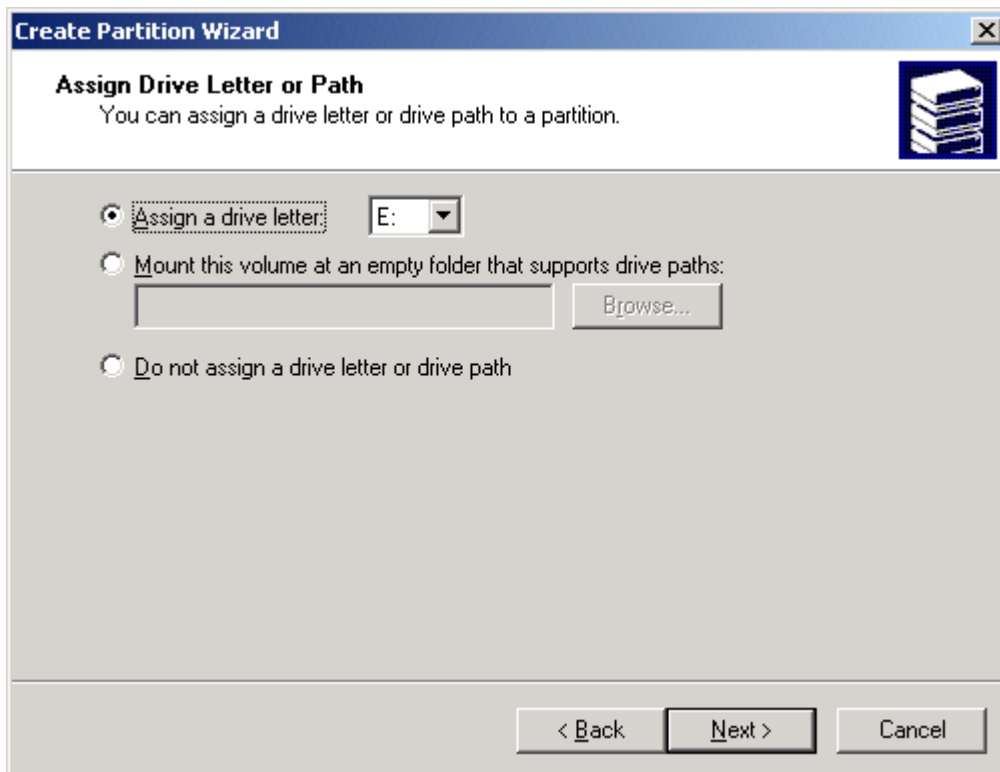 Create Partition Wizard
Assign Drive Letter or Path
You can assign a drive letter or drive path to a partition.
Assign a drive letter: E:
Mount this volume at an empty folder that supports drive paths:
Browse...
Do not assign a drive letter or drive path
< Back Next > Cancel